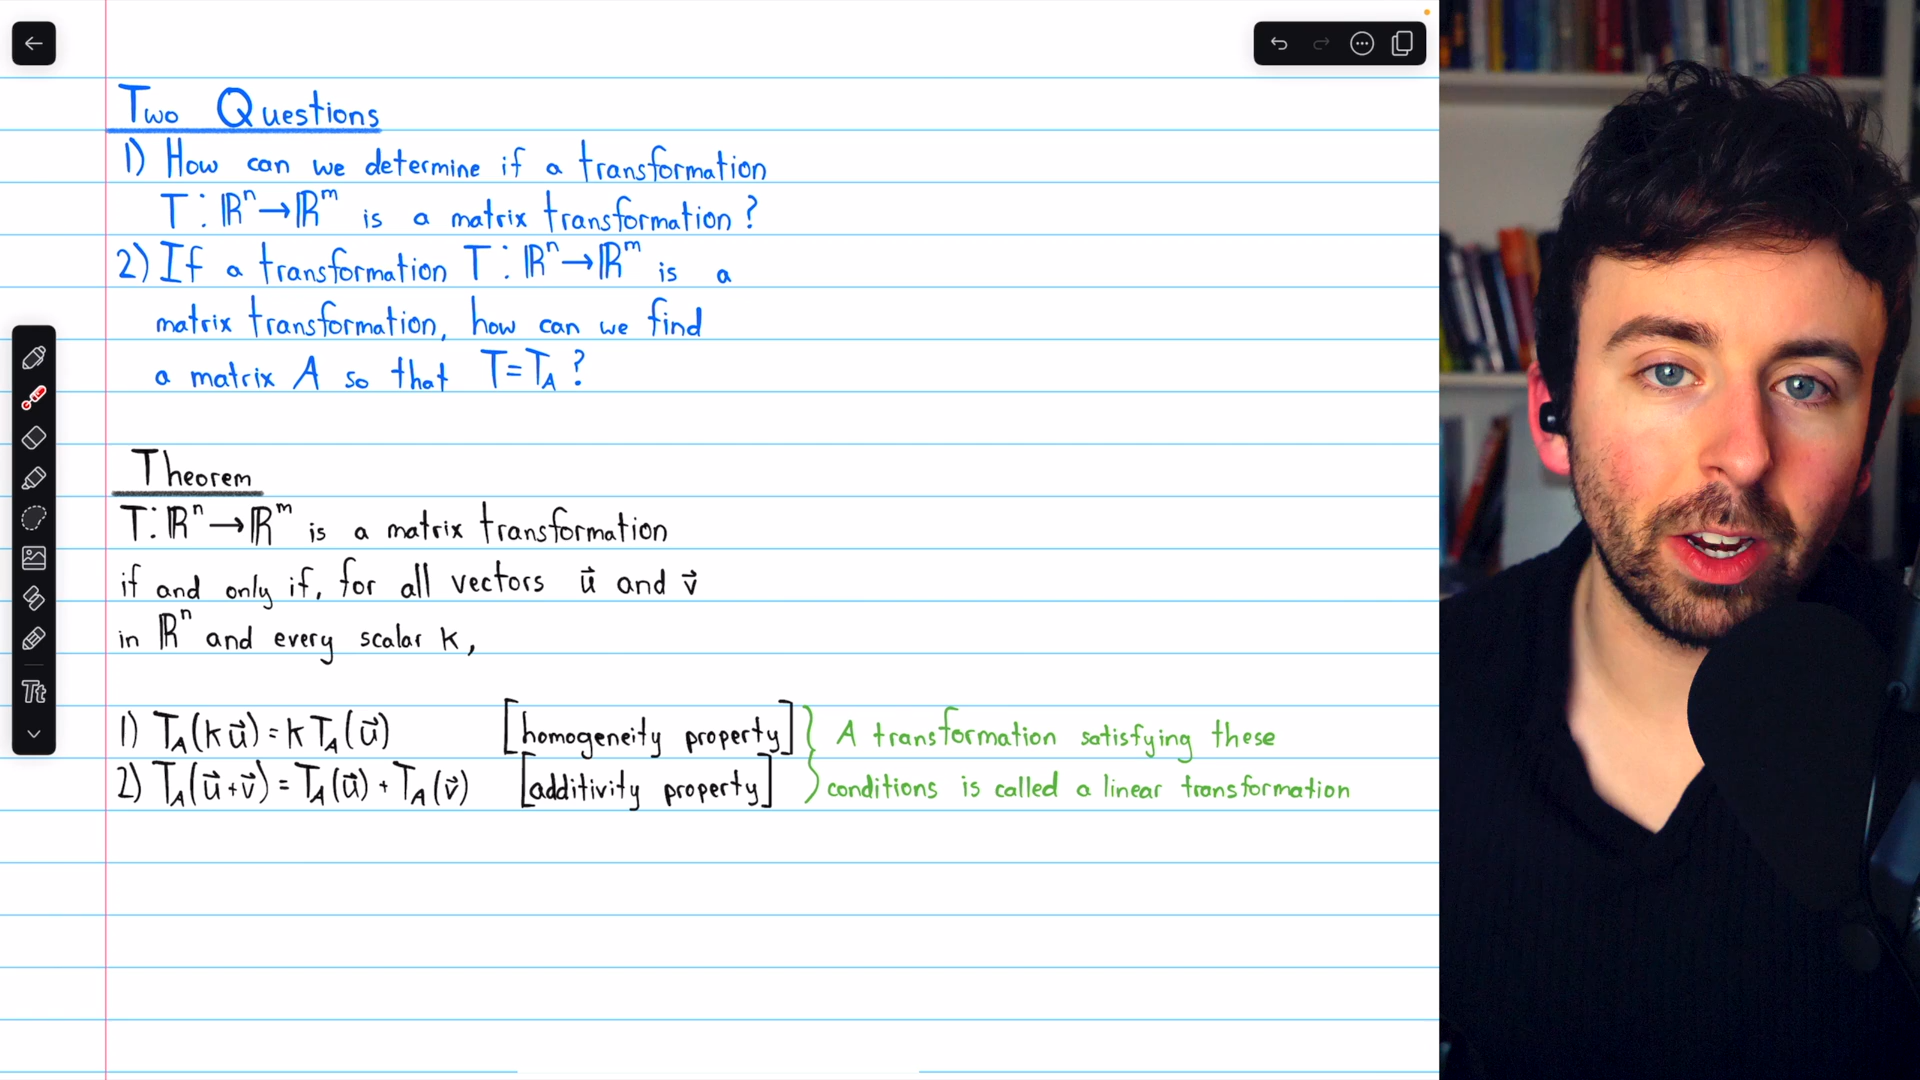 Two Questions
1) How can we determine if a transformation
T: ℝⁿ→ℝᵐ is a matrix transformation?
2) If a transformation T: ℝⁿ→ℝᵐ is a
matrix transformation, how can we find
a matrix A so that T=T_A?
Theorem
T: ℝⁿ→ℝᵐ is a matrix transformation
if and only if, for all vectors u⃗ and v⃗
in ℝⁿ and every scalar k,
1) T_A(ku⃗)=kT_A(u⃗) [homogeneity property] } A transformation satisfying these
2) T_A(u⃗+v⃗)=T_A(u⃗)+T_A(v⃗) [additivity property] conditions is called a linear transformation
Tt